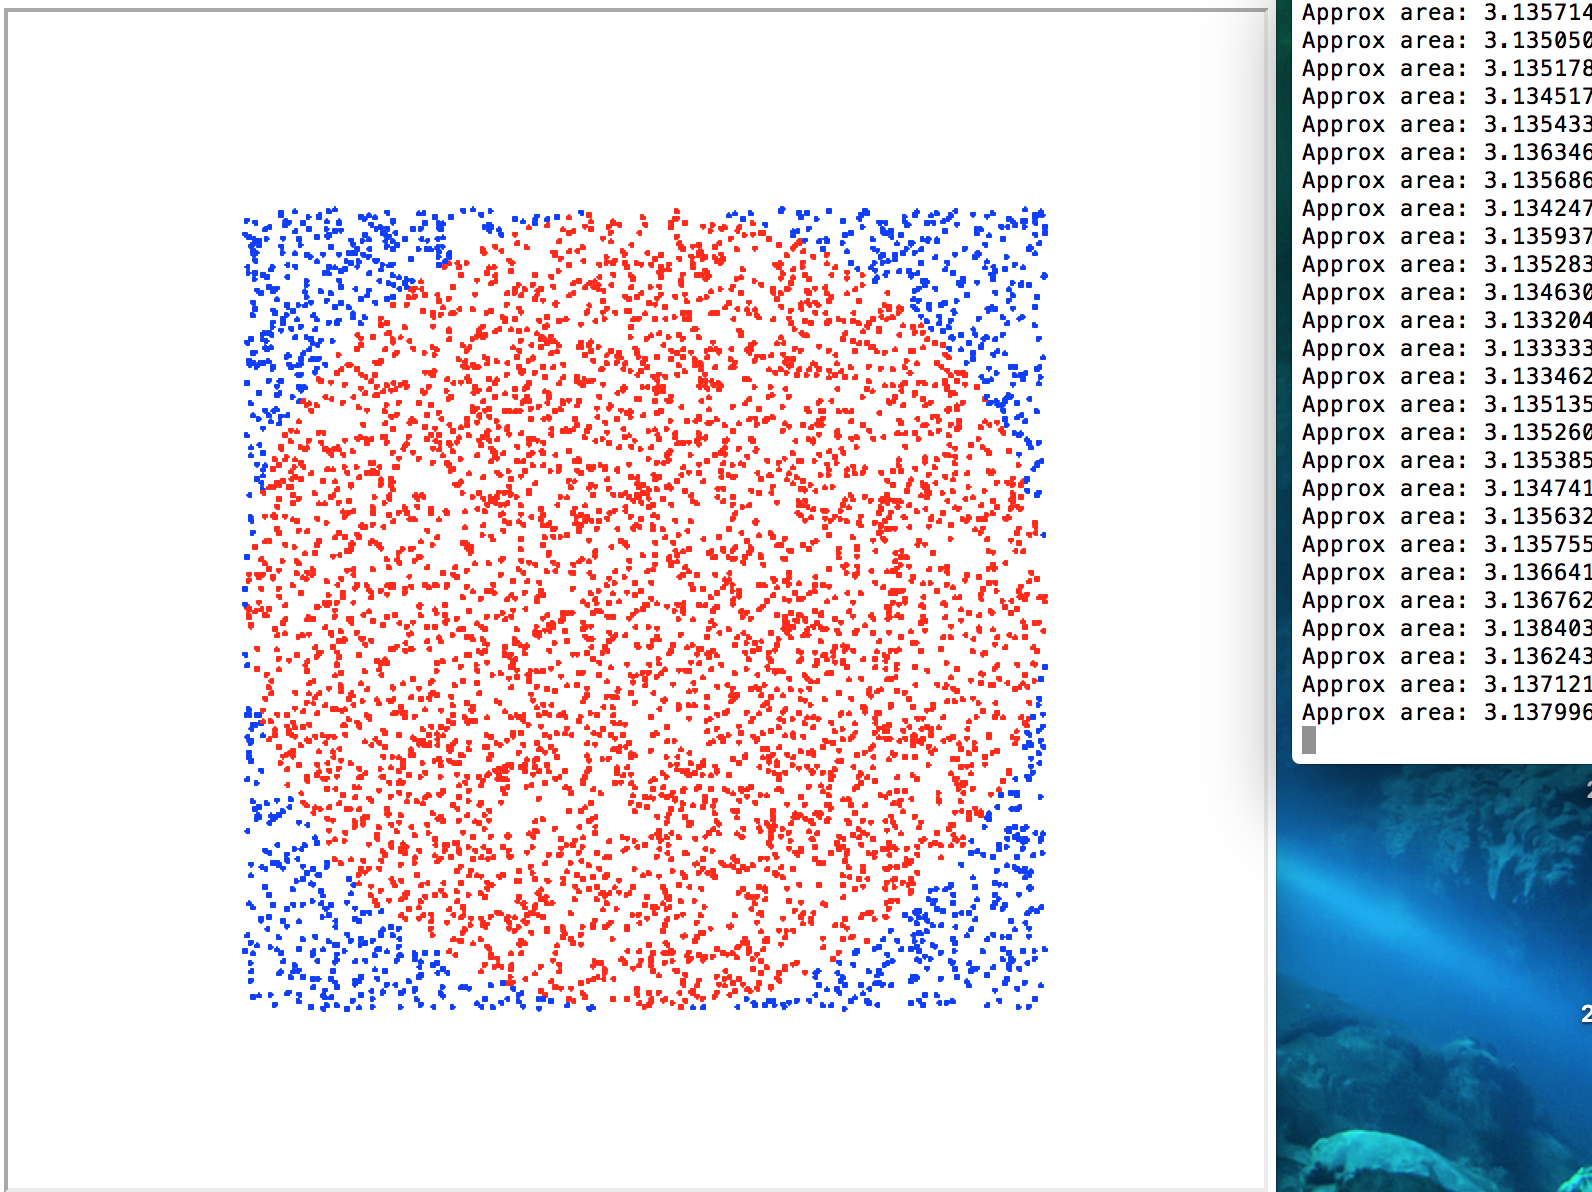 Approx area: 3.135714
Approx area: 3.135050
Approx area: 3.135178
Approx area: 3.134517
Approx area: 3.135433
Approx area: 3.136346
Approx area: 3.135686
Approx area: 3.134247
Approx area: 3.135937
Approx area: 3.135283
Approx area: 3.134630
Approx area: 3.133204
Approx area: 3.133333
Approx area: 3.133462
Approx area: 3.135135
Approx area: 3.135260
Approx area: 3.135385
Approx area: 3.134741
Approx area: 3.135632
Approx area: 3.135755
Approx area: 3.136641
Approx area: 3.136762
Approx area: 3.138403
Approx area: 3.136243
Approx area: 3.137121
Approx area: 3.137996
2
2